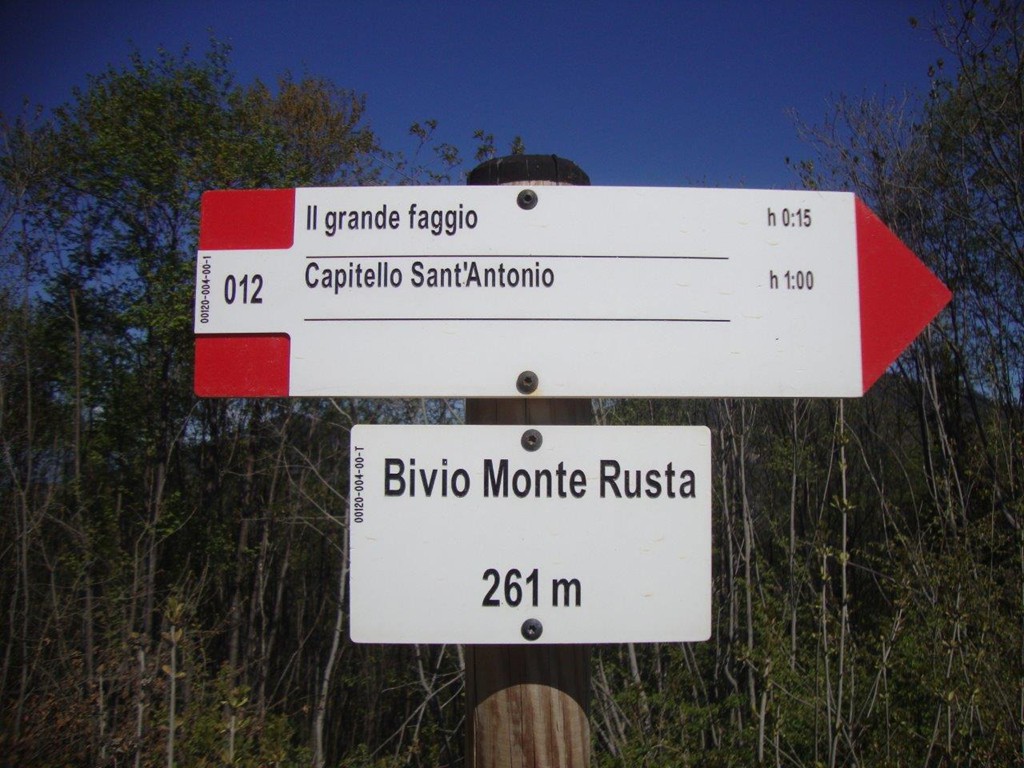 Il grande faggio h 0:15
Capitello Sant'Antonio h 1:00
012
00120-004-00-1
Bivio Monte Rusta
261 m
00120-004-00-T